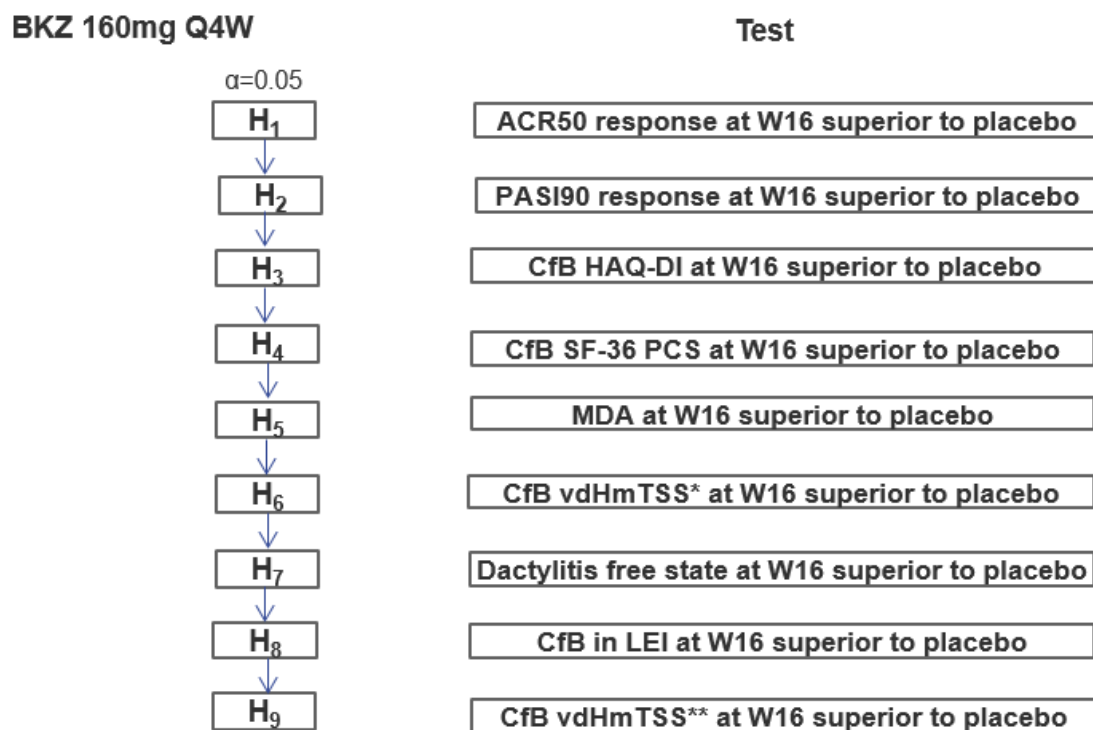 BKZ 160mg Q4W Test
α=0.05
H₁ ACR50 response at W16 superior to placebo
H₂ PASI90 response at W16 superior to placebo
H₃ CfB HAQ-DI at W16 superior to placebo
H₄ CfB SF-36 PCS at W16 superior to placebo
H₅ MDA at W16 superior to placebo
H₆ CfB vdHmTSS* at W16 superior to placebo
H₇ Dactylitis free state at W16 superior to placebo
H₈ CfB in LEI at W16 superior to placebo
H₉ CfB vdHmTSS** at W16 superior to placebo